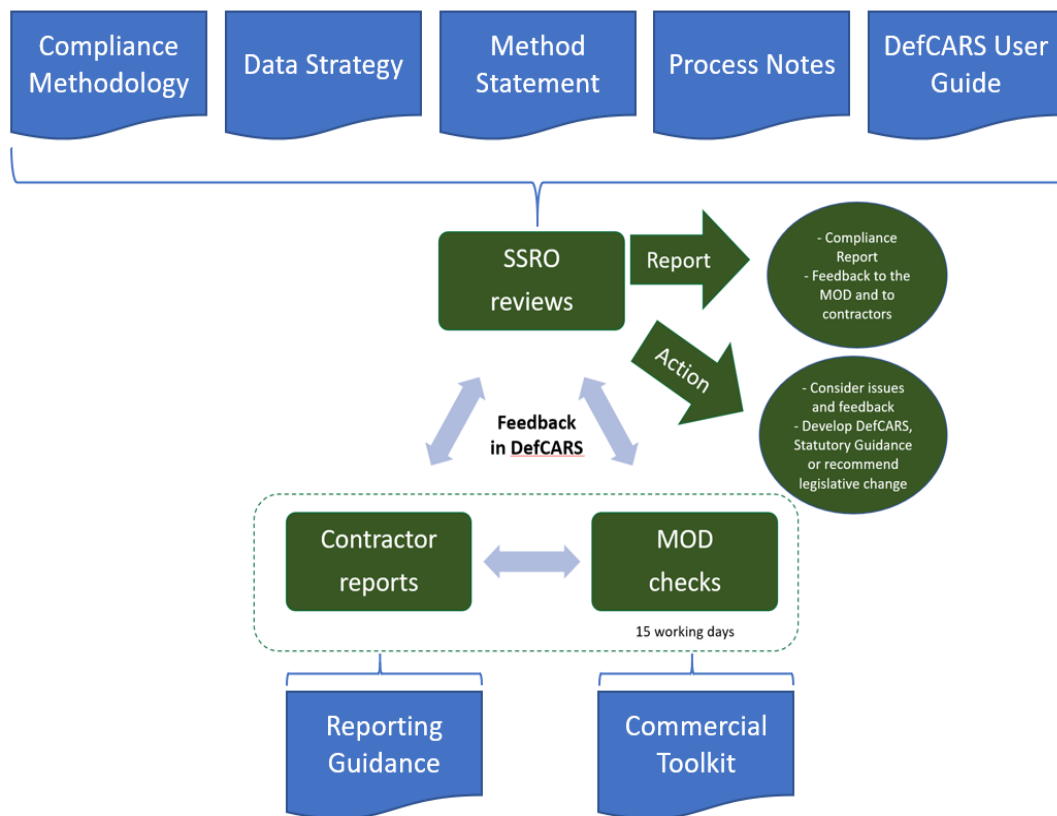 Compliance
Methodology
Data Strategy
Method
Statement
Process Notes
DefCARS User
Guide
SSRO
reviews
Report
- Compliance
Report
- Feedback to the
MOD and to
contractors
Action
- Consider issues
and feedback
- Develop DefCARS,
Statutory Guidance
or recommend
legislative change
Feedback
in DefCARS
Contractor
reports
MOD
checks
15 working days
Reporting
Guidance
Commercial
Toolkit